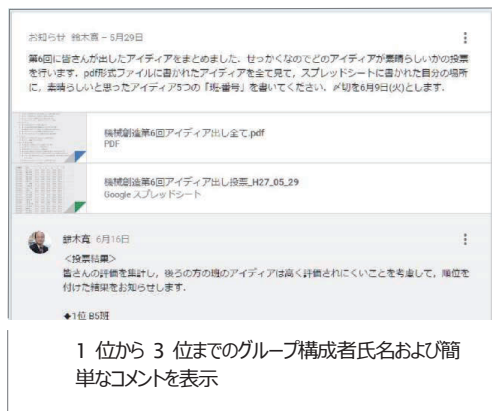 お知らせ 鈴木寛 – 5月29日
第6回に皆さんが出したアイディアをまとめました、せっかくなのでどのアイディアが素晴らしいかの投票
を行います、pdf形式ファイルに書かれたアイディアを全て見て，スプレッドシートに書かれた自分の場所
に，素晴らしいと思ったアイディア5つの「班-番号」を書いてください、〆切を6月9日(火)とします．
機械創造第6回アイディア出し全て.pdf
PDF
機械創造第6回アイディア出し投票_H27_05_29
Google スプレッドシート
鈴木寛 6月16日
<投票結果>
皆さんの評価を集計し，後ろの方の班のアイディアは高く評価されにくいことを考慮して，順位を
付けた結果をお知らせします．
◆1位 B5班
1 位から 3 位までのグループ構成者氏名および簡
単なコメントを表示